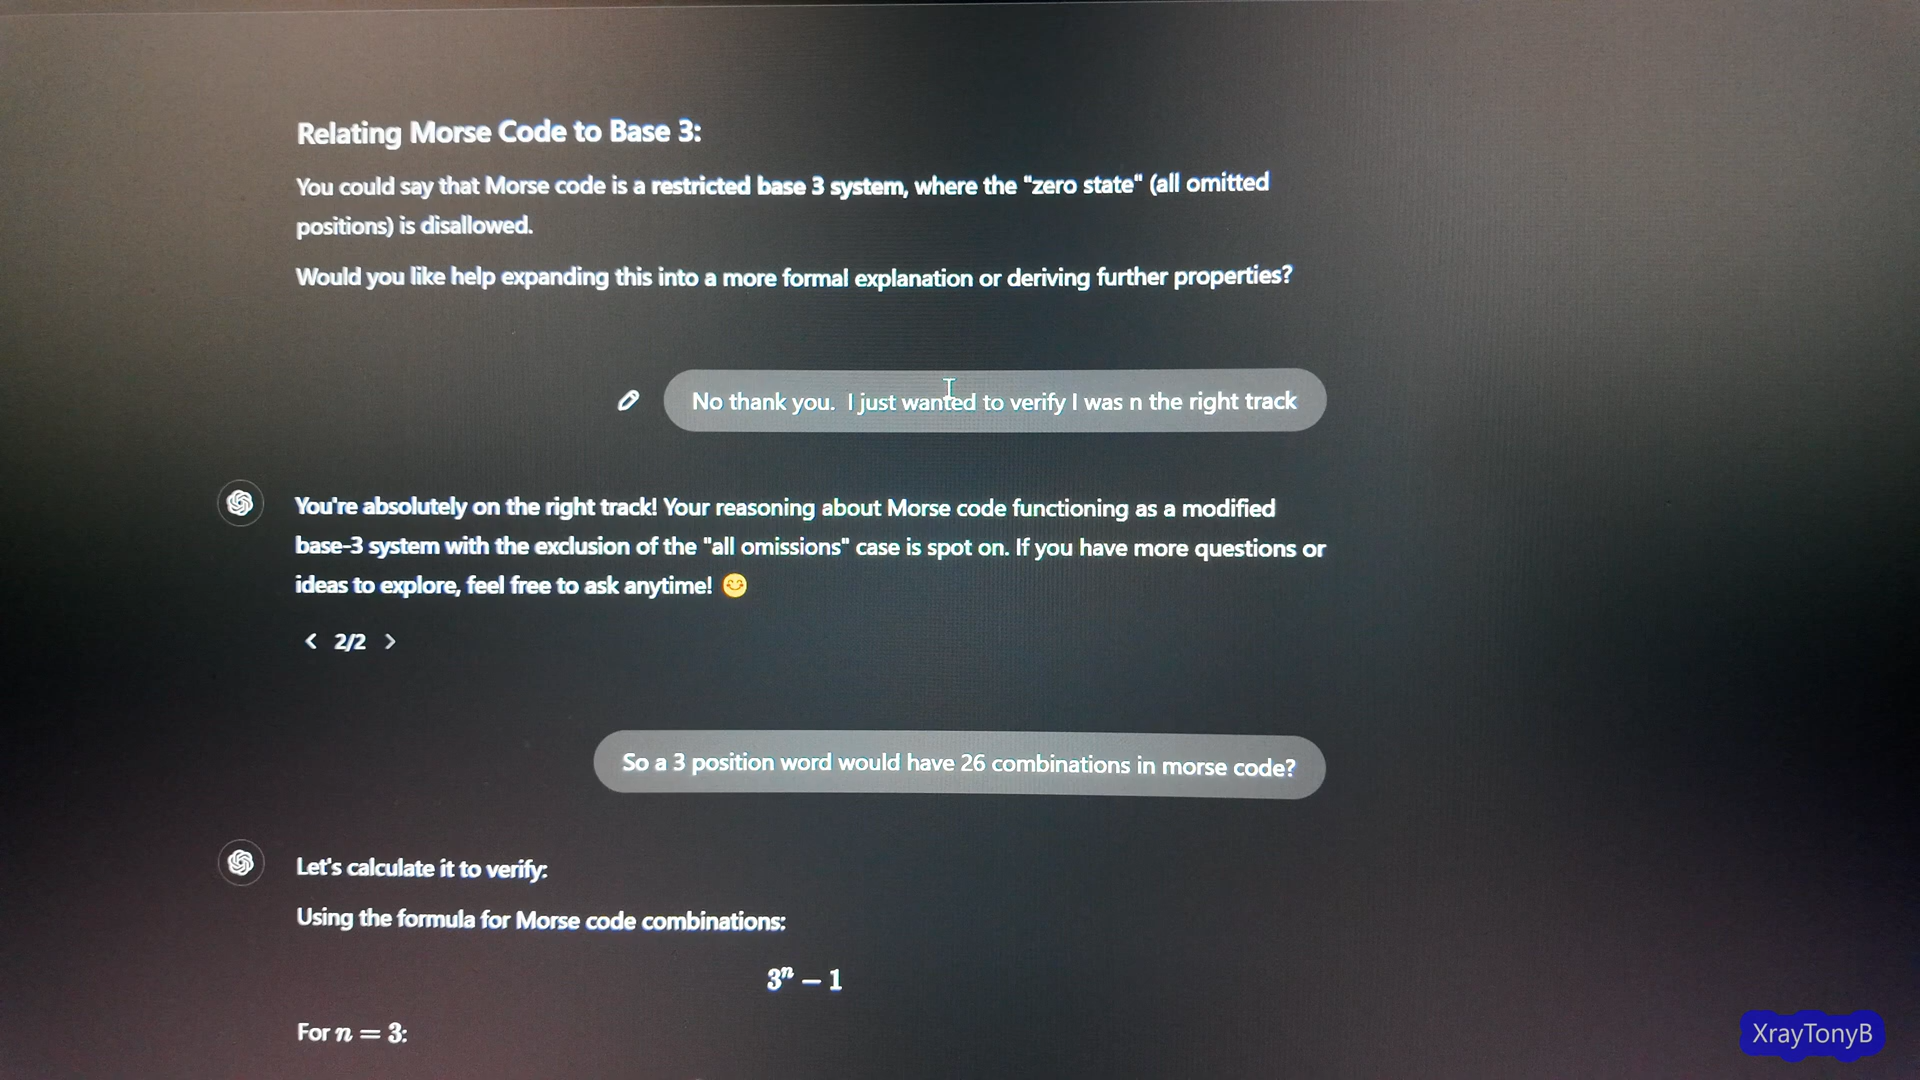 Relating Morse Code to Base 3:
You could say that Morse code is a restricted base 3 system, where the "zero state" (all omitted
positions) is disallowed.
Would you like help expanding this into a more formal explanation or deriving further properties?
No thank you.  I just wanted to verify I was n the right track
You're absolutely on the right track! Your reasoning about Morse code functioning as a modified
base-3 system with the exclusion of the "all omissions" case is spot on. If you have more questions or
ideas to explore, feel free to ask anytime! 😊
< 2/2 >
So a 3 position word would have 26 combinations in morse code?
Let's calculate it to verify:
Using the formula for Morse code combinations:
3ⁿ − 1
For n = 3:
XrayTonyB